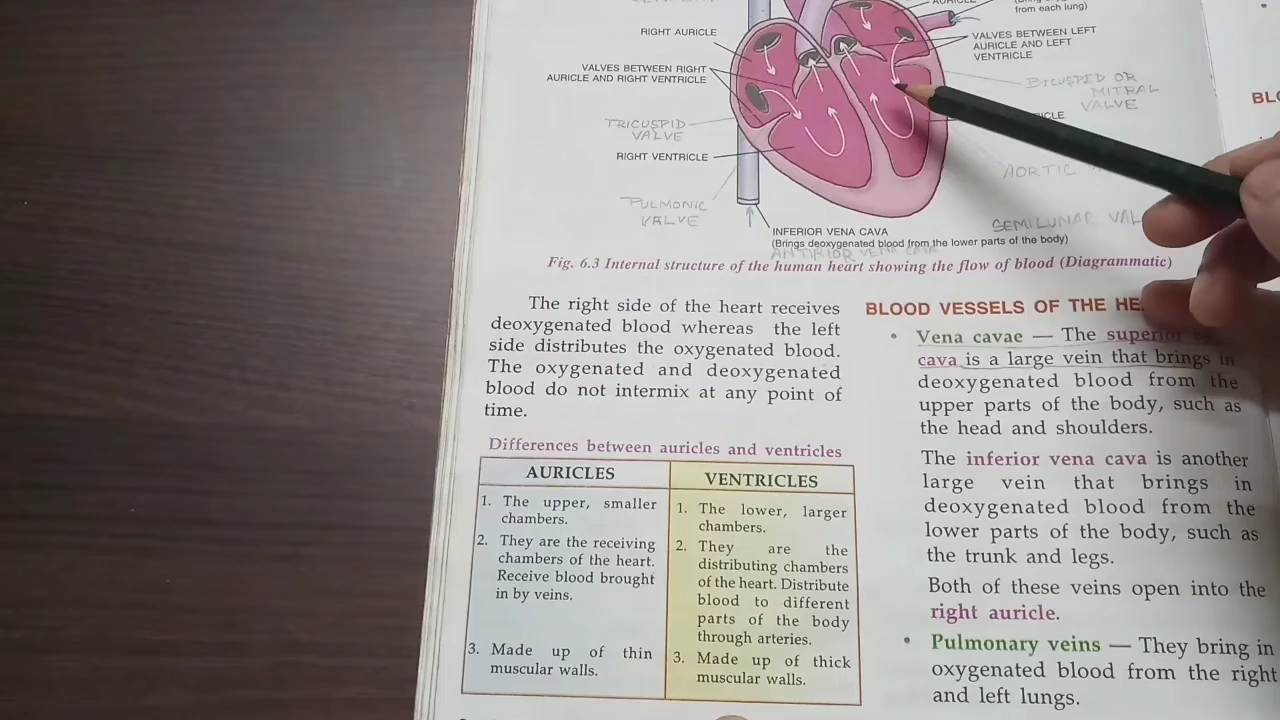 AURICLE
from each lung)
RIGHT AURICLE
VALVES BETWEEN LEFT
AURICLE AND LEFT
VENTRICLE
VALVES BETWEEN RIGHT
AURICLE AND RIGHT VENTRICLE
BICUSPID OR
MITRAL
VALVE
TRICUSPID
VALVE
RIGHT VENTRICLE
AORTIC
PULMONIC
VALVE
SEMILUNAR VAL
INFERIOR VENA CAVA
(Brings deoxygenated blood from the lower parts of the body)
Fig. 6.3 Internal structure of the human heart showing the flow of blood (Diagrammatic)
The right side of the heart receives
deoxygenated blood whereas the left
side distributes the oxygenated blood.
The oxygenated and deoxygenated
blood do not intermix at any point of
time.
Differences between auricles and ventricles
AURICLES
1. The upper, smaller
chambers.
2. They are the receiving
chambers of the heart.
Receive blood brought
in by veins.
3. Made up of thin
muscular walls.
VENTRICLES
1. The lower, larger
chambers.
2. They are the
distributing chambers
of the heart. Distribute
blood to different
parts of the body
through arteries.
3. Made up of thick
muscular walls.
BLOOD VESSELS OF THE HE
• Vena cavae — The superior
cava is a large vein that brings in
deoxygenated blood from the
upper parts of the body, such as
the head and shoulders.
The inferior vena cava is another
large vein that brings in
deoxygenated blood from the
lower parts of the body, such as
the trunk and legs.
Both of these veins open into the
right auricle.
• Pulmonary veins — They bring in
oxygenated blood from the right
and left lungs.